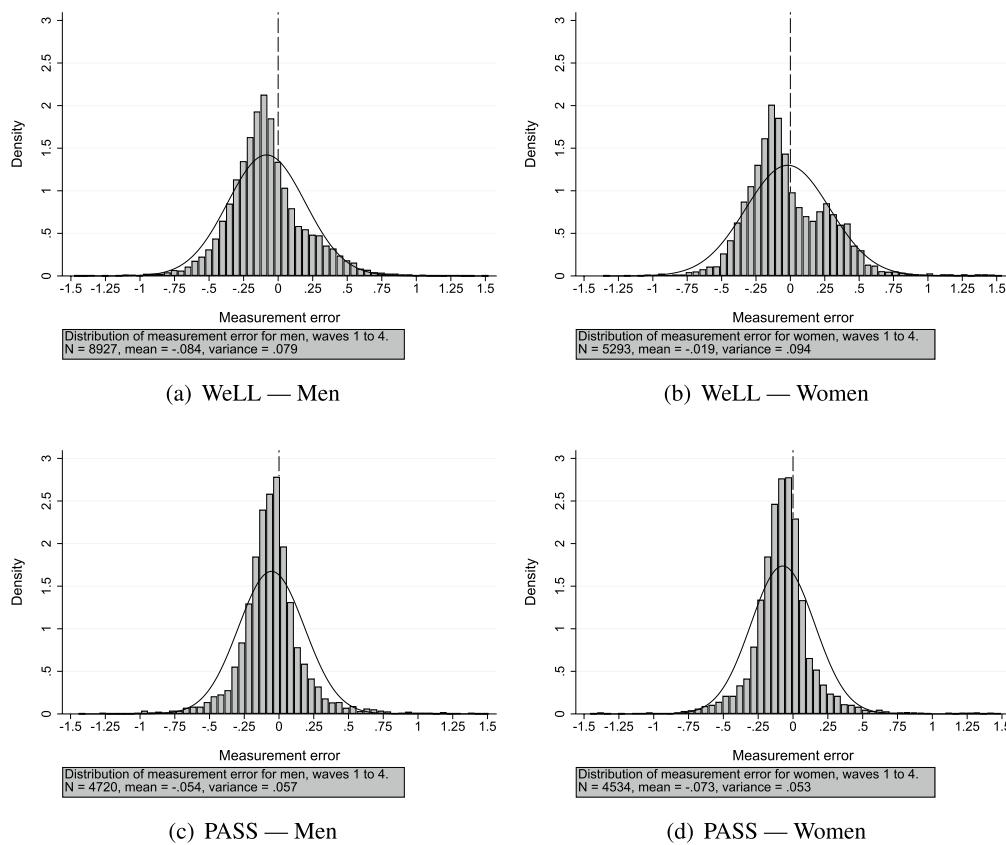 3
2.5
2
1.5
1
.5
0
Density
-1.5 -1.25 -1 -.75 -.5 -.25 0 .25 .5 .75 1 1.25 1.5
Measurement error
Distribution of measurement error for men, waves 1 to 4.
N = 8927, mean = -.084, variance = .079
(a) WeLL — Men
3
2.5
2
1.5
1
.5
0
Density
-1.5 -1.25 -1 -.75 -.5 -.25 0 .25 .5 .75 1 1.25 1.5
Measurement error
Distribution of measurement error for women, waves 1 to 4.
N = 5293, mean = -.019, variance = .094
(b) WeLL — Women
3
2.5
2
1.5
1
.5
0
Density
-1.5 -1.25 -1 -.75 -.5 -.25 0 .25 .5 .75 1 1.25 1.5
Measurement error
Distribution of measurement error for men, waves 1 to 4.
N = 4720, mean = -.054, variance = .057
(c) PASS — Men
3
2.5
2
1.5
1
.5
0
Density
-1.5 -1.25 -1 -.75 -.5 -.25 0 .25 .5 .75 1 1.25 1.5
Measurement error
Distribution of measurement error for women, waves 1 to 4.
N = 4534, mean = -.073, variance = .053
(d) PASS — Women